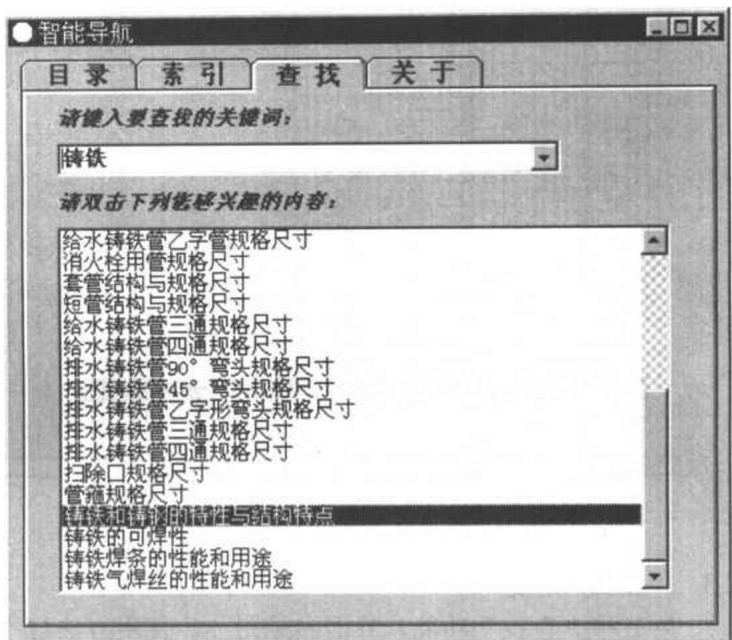 智能导航
目录 索引 查找 关于
请键入要查找的关键词：
铸铁
请双击下列您感兴趣的内容：
给水铸铁管乙字管规格尺寸
消火栓用管规格尺寸
套管结构与规格尺寸
短管结构与规格尺寸
给水铸铁管三通规格尺寸
给水铸铁管四通规格尺寸
排水铸铁管90°弯头规格尺寸
排水铸铁管45°弯头规格尺寸
排水铸铁管乙字形弯头规格尺寸
排水铸铁管三通规格尺寸
排水铸铁管四通规格尺寸
扫除口规格尺寸
管箍规格尺寸
铸铁和铸钢的特性与结构特点
铸铁的可焊性
铸铁焊条的性能和用途
铸铁气焊丝的性能和用途